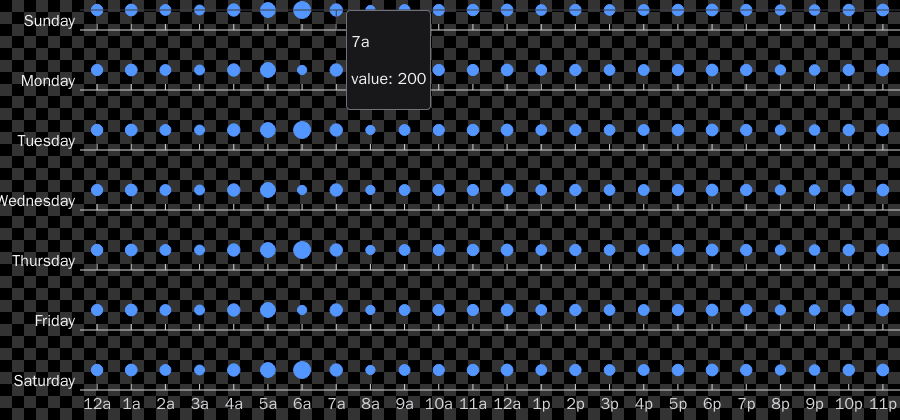 Sunday
7a
Monday
value: 200
Tuesday
Wednesday
Thursday
Friday
Saturday
12a 1a 2a 3a 4a 5a 6a 7a 8a 9a 10a 11a 12a 1p 2p 3p 4p 5p 6p 7p 8p 9p 10p 11p